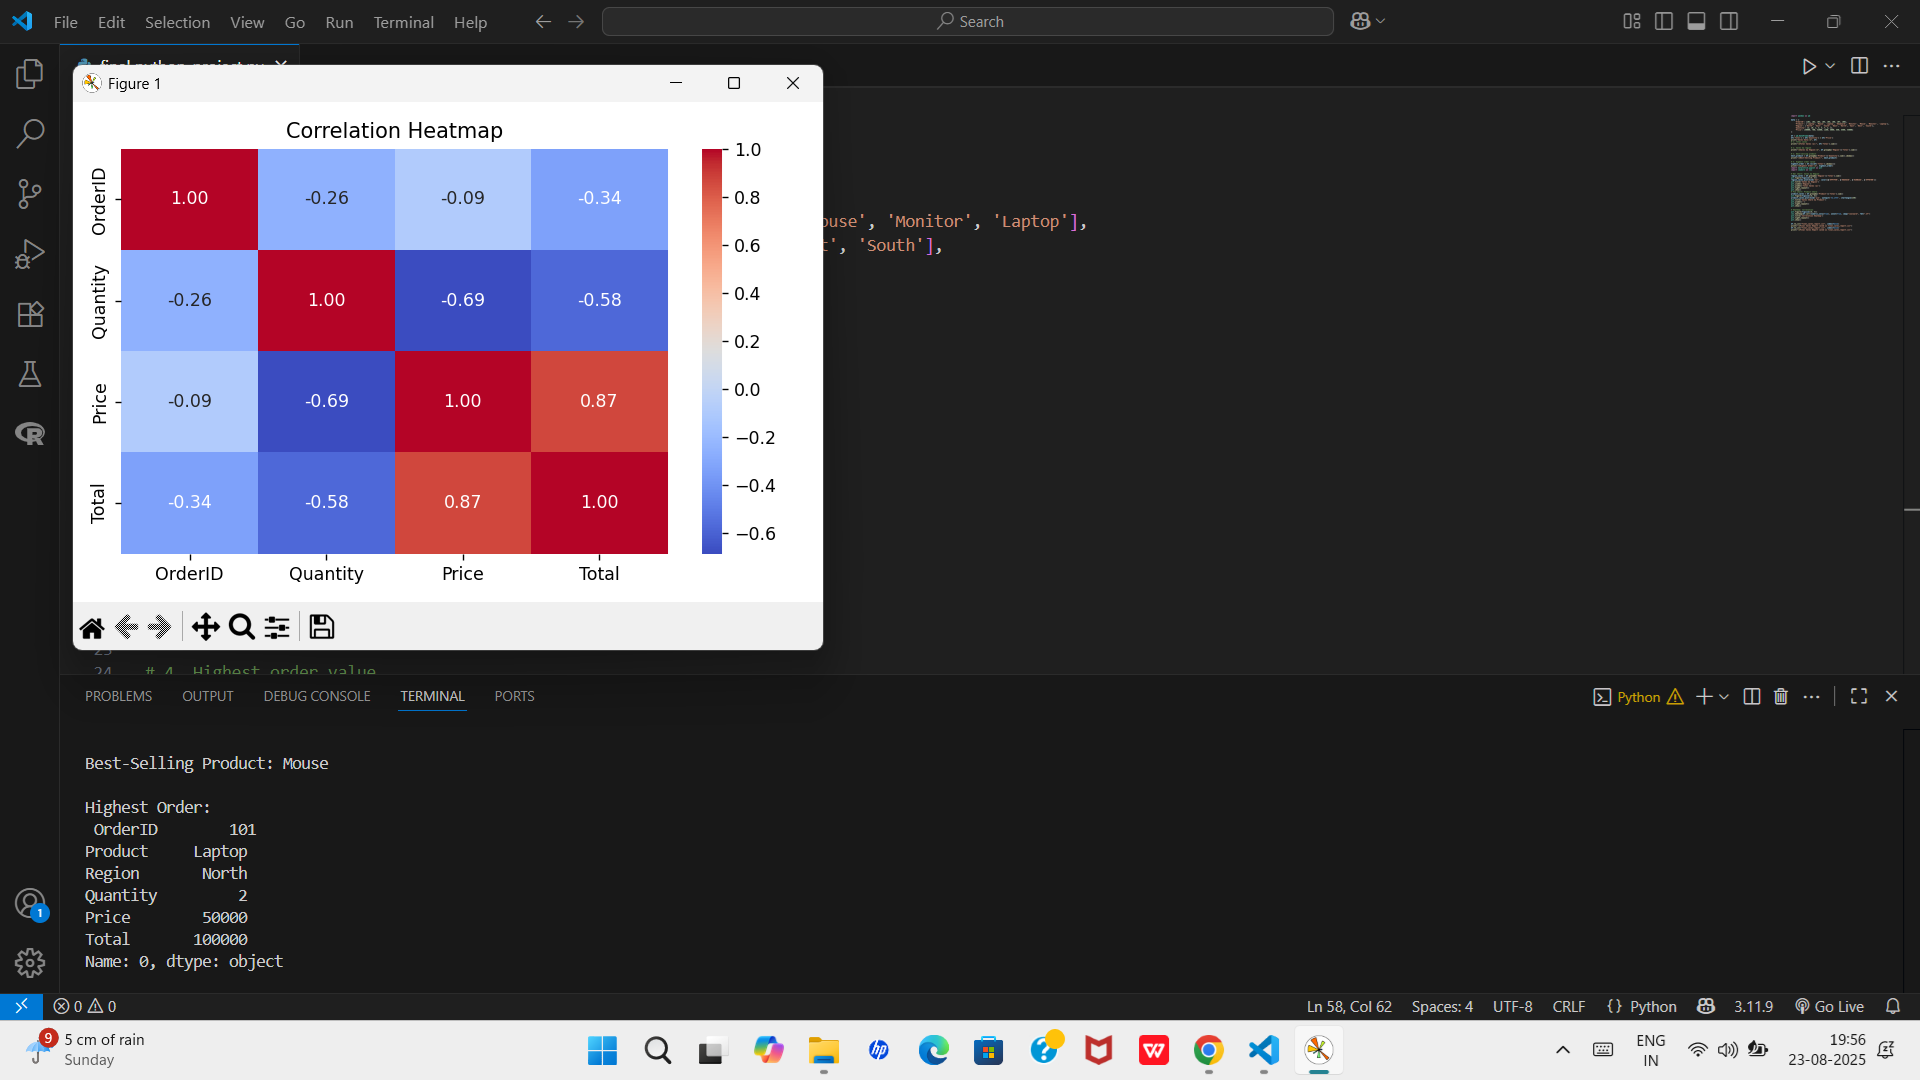 File Edit Selection View Go Run Terminal Help
Search
Figure 1
Correlation Heatmap
OrderID 1.00 -0.26 -0.09 -0.34
Quantity -0.26 1.00 -0.69 -0.58
Price -0.09 -0.69 1.00 0.87
Total -0.34 -0.58 0.87 1.00
OrderID Quantity Price Total
1.0
0.8
0.6
0.4
0.2
0.0
−0.2
−0.4
−0.6
'Monitor', 'Laptop'],
'South'],
24 # 4. Highest order value
PROBLEMS OUTPUT DEBUG CONSOLE TERMINAL PORTS
Python
Best-Selling Product: Mouse
Highest Order:
OrderID 101
Product Laptop
Region North
Quantity 2
Price 50000
Total 100000
Name: 0, dtype: object
1
0 0
Ln 58, Col 62 Spaces: 4 UTF-8 CRLF {} Python 3.11.9 Go Live
9
5 cm of rain
Sunday
hp
W
ENG
IN
19:56
23-08-2025